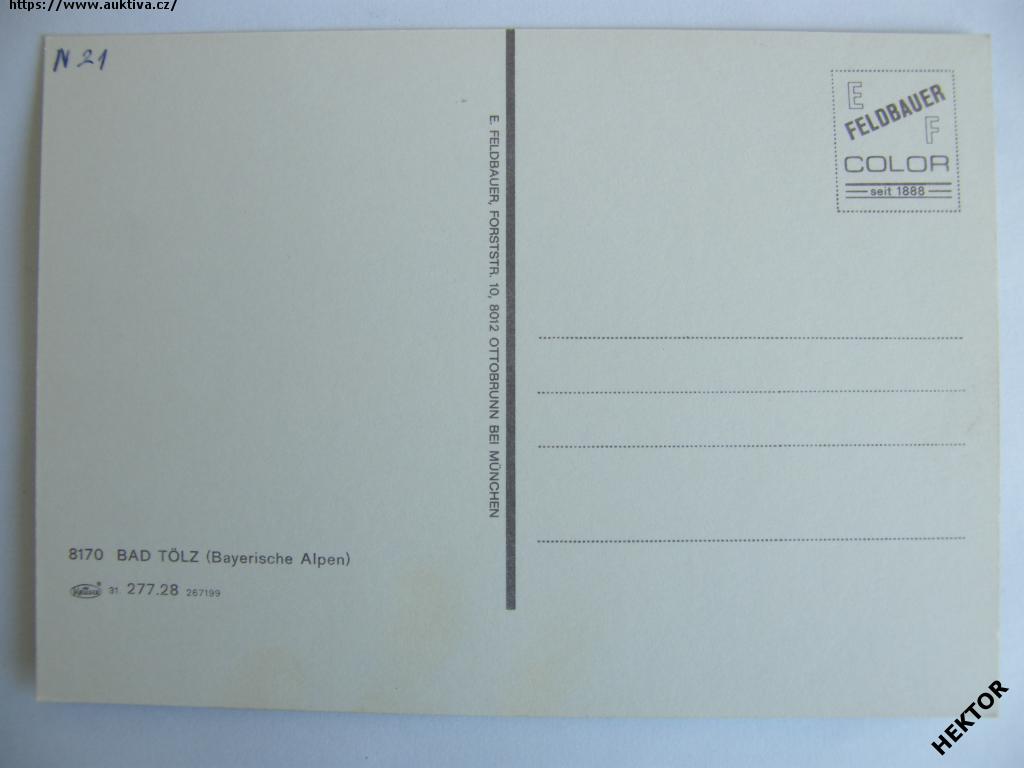 https://www.auktiva.cz/
N 21
E. FELDBAUER, FORSTSTR. 10, 8012 OTTOBRUNN BEI MÜNCHEN
E
FELDBAUER
F
COLOR
seit 1888
8170 BAD TÖLZ (Bayerische Alpen)
31. 277.28 267199
HEKTOR